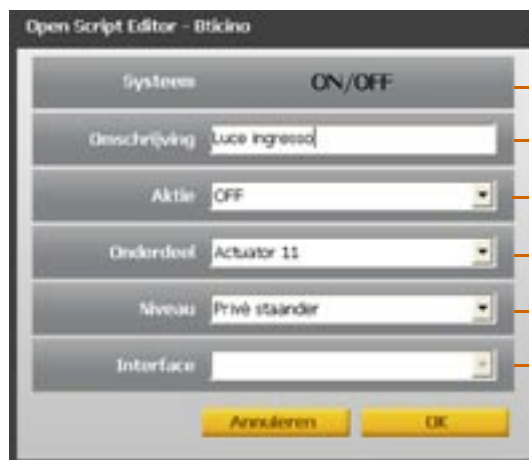 Open Script Editor - Bticino
Systeem ON/OFF
Omschrijving Luce ingresso
Aktie OFF
Onderdeel Actuator 11
Niveau Privé staander
Interface
Annuleren OK